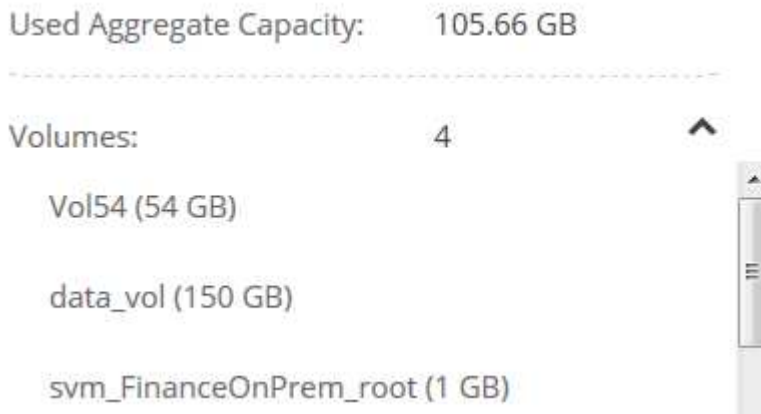 Used Aggregate Capacity: 105.66 GB
Volumes: 4
Vol54 (54 GB)
data_vol (150 GB)
svm_FinanceOnPrem_root (1 GB)